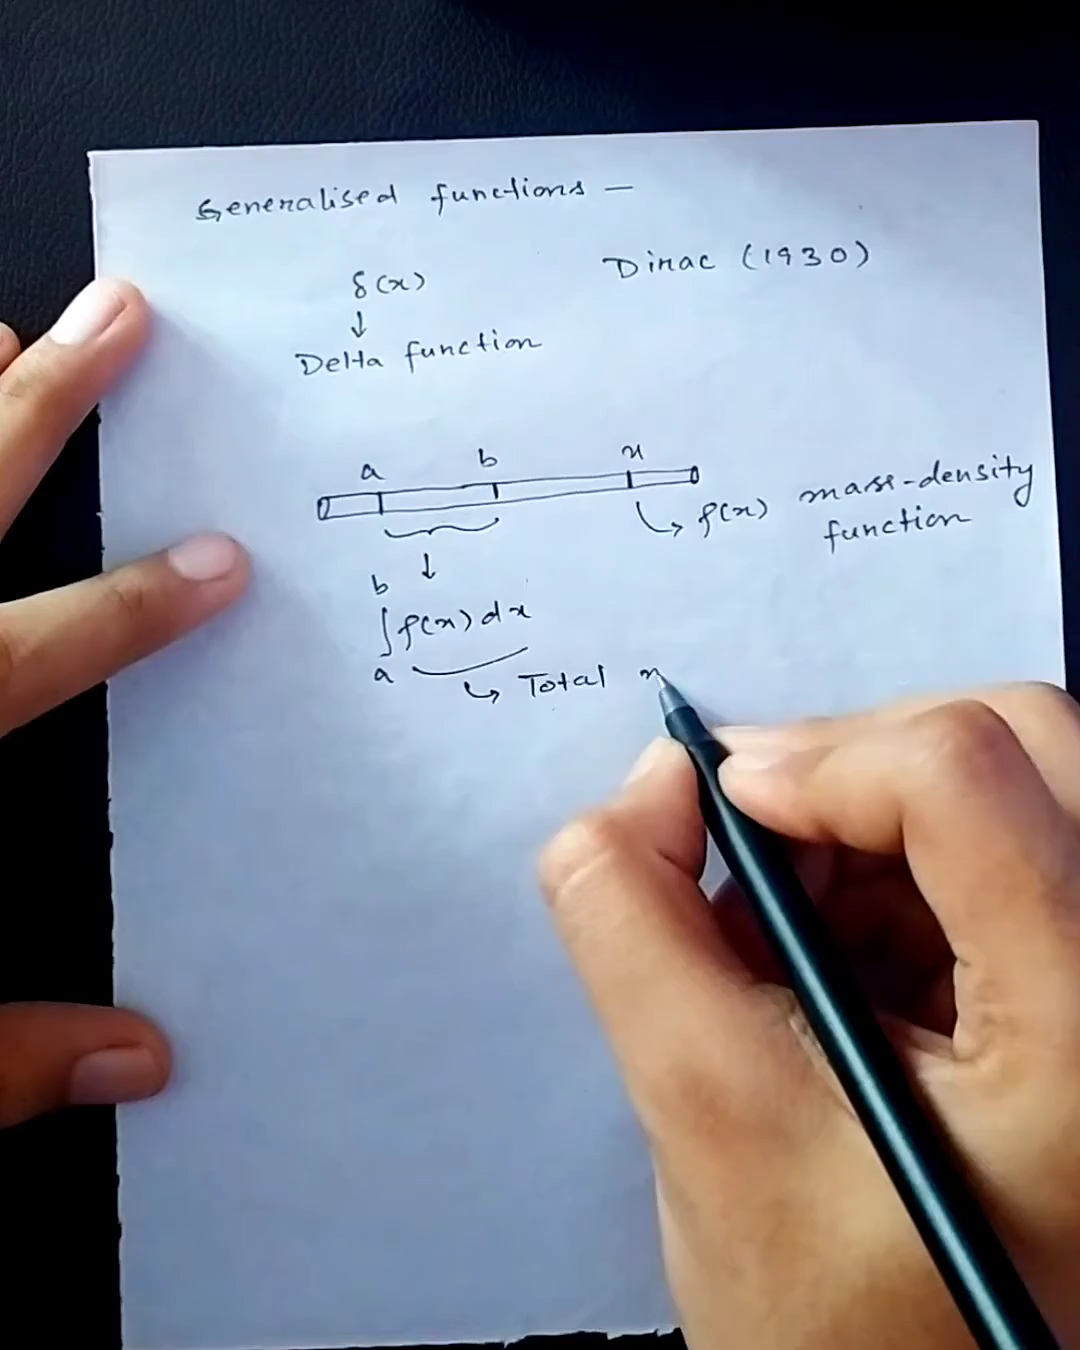 Generalised functions —
Dirac (1930)
δ(x)
↓
Delta function
a b x
↳ ρ(x) mass-density
function
↓
b
∫ρ(x) dx
a
↳ Total m